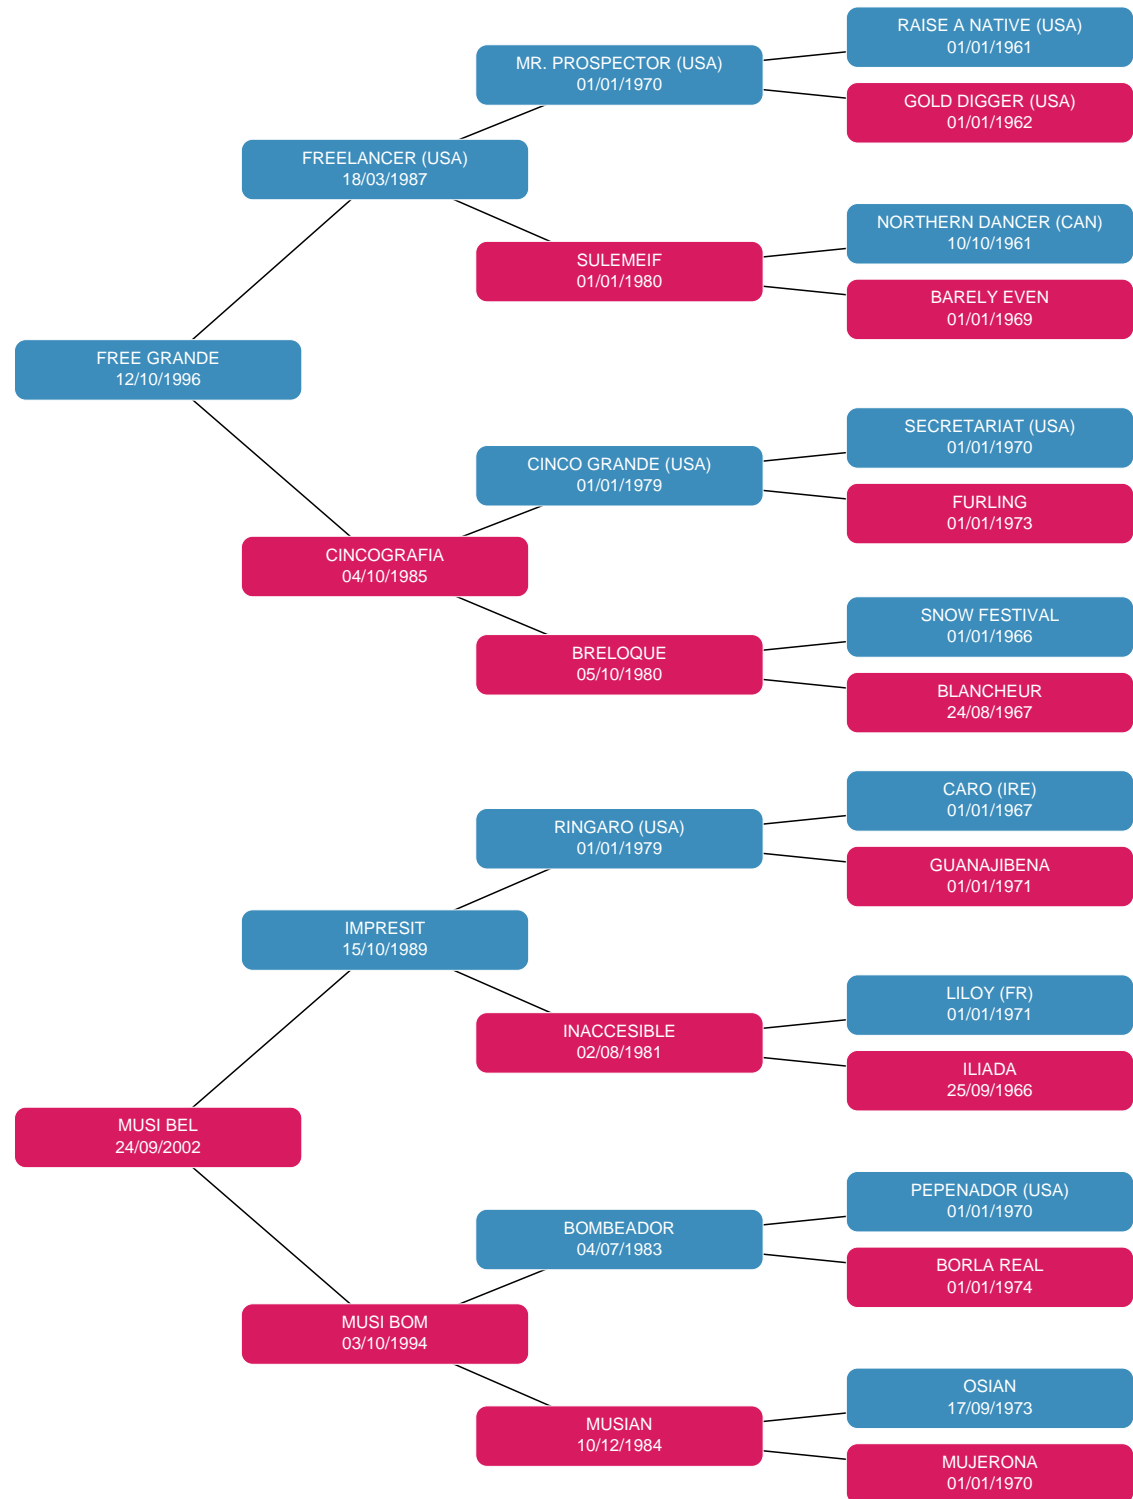 RAISE A NATIVE (USA)
01/01/1961
MR. PROSPECTOR (USA)
01/01/1970
GOLD DIGGER (USA)
01/01/1962
FREELANCER (USA)
18/03/1987
NORTHERN DANCER (CAN)
10/10/1961
SULEMEIF
01/01/1980
BARELY EVEN
01/01/1969
FREE GRANDE
12/10/1996
SECRETARIAT (USA)
01/01/1970
CINCO GRANDE (USA)
01/01/1979
FURLING
01/01/1973
CINCOGRAFIA
04/10/1985
SNOW FESTIVAL
01/01/1966
BRELOQUE
05/10/1980
BLANCHEUR
24/08/1967
CARO (IRE)
01/01/1967
RINGARO (USA)
01/01/1979
GUANAJIBENA
01/01/1971
IMPRESIT
15/10/1989
LILOY (FR)
01/01/1971
INACCESIBLE
02/08/1981
ILIADA
25/09/1966
MUSI BEL
24/09/2002
PEPENADOR (USA)
01/01/1970
BOMBEADOR
04/07/1983
BORLA REAL
01/01/1974
MUSI BOM
03/10/1994
OSIAN
17/09/1973
MUSIAN
10/12/1984
MUJERONA
01/01/1970